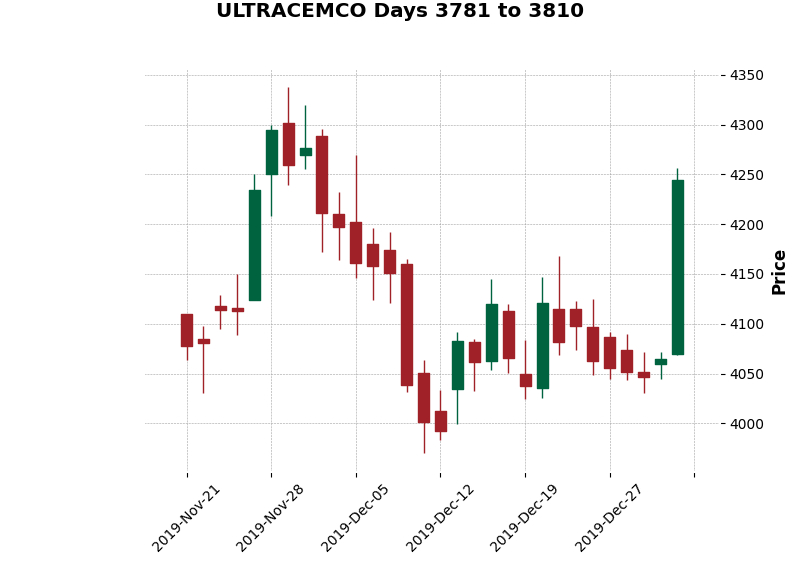 ULTRACEMCO Days 3781 to 3810
4350
4300
4250
4200
4150
4100
4050
4000
Price
2019-Nov-21
2019-Nov-28
2019-Dec-05
2019-Dec-12
2019-Dec-19
2019-Dec-27